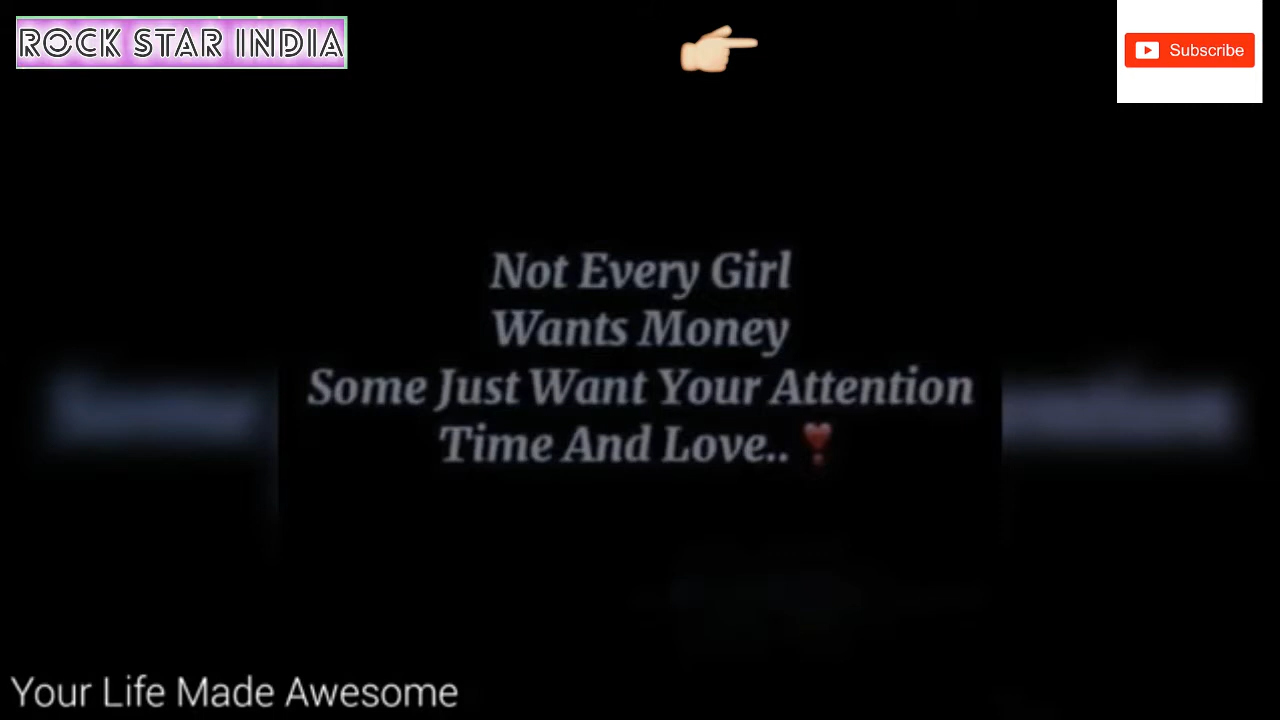 ROCK STAR INDIA
Subscribe
Not Every Girl
Wants Money
Some Just Want Your Attention
Time And Love..❣
Your Life Made Awesome